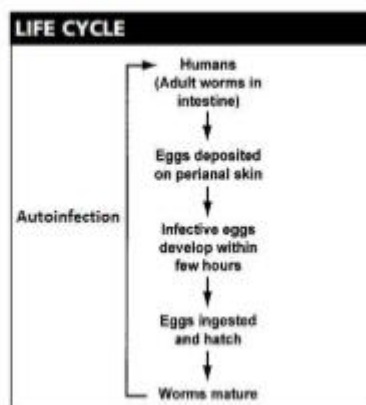 LIFE CYCLE
Humans
(Adult worms in
intestine)
Eggs deposited
on perianal skin
Autoinfection
Infective eggs
develop within
few hours
Eggs ingested
and hatch
Worms mature